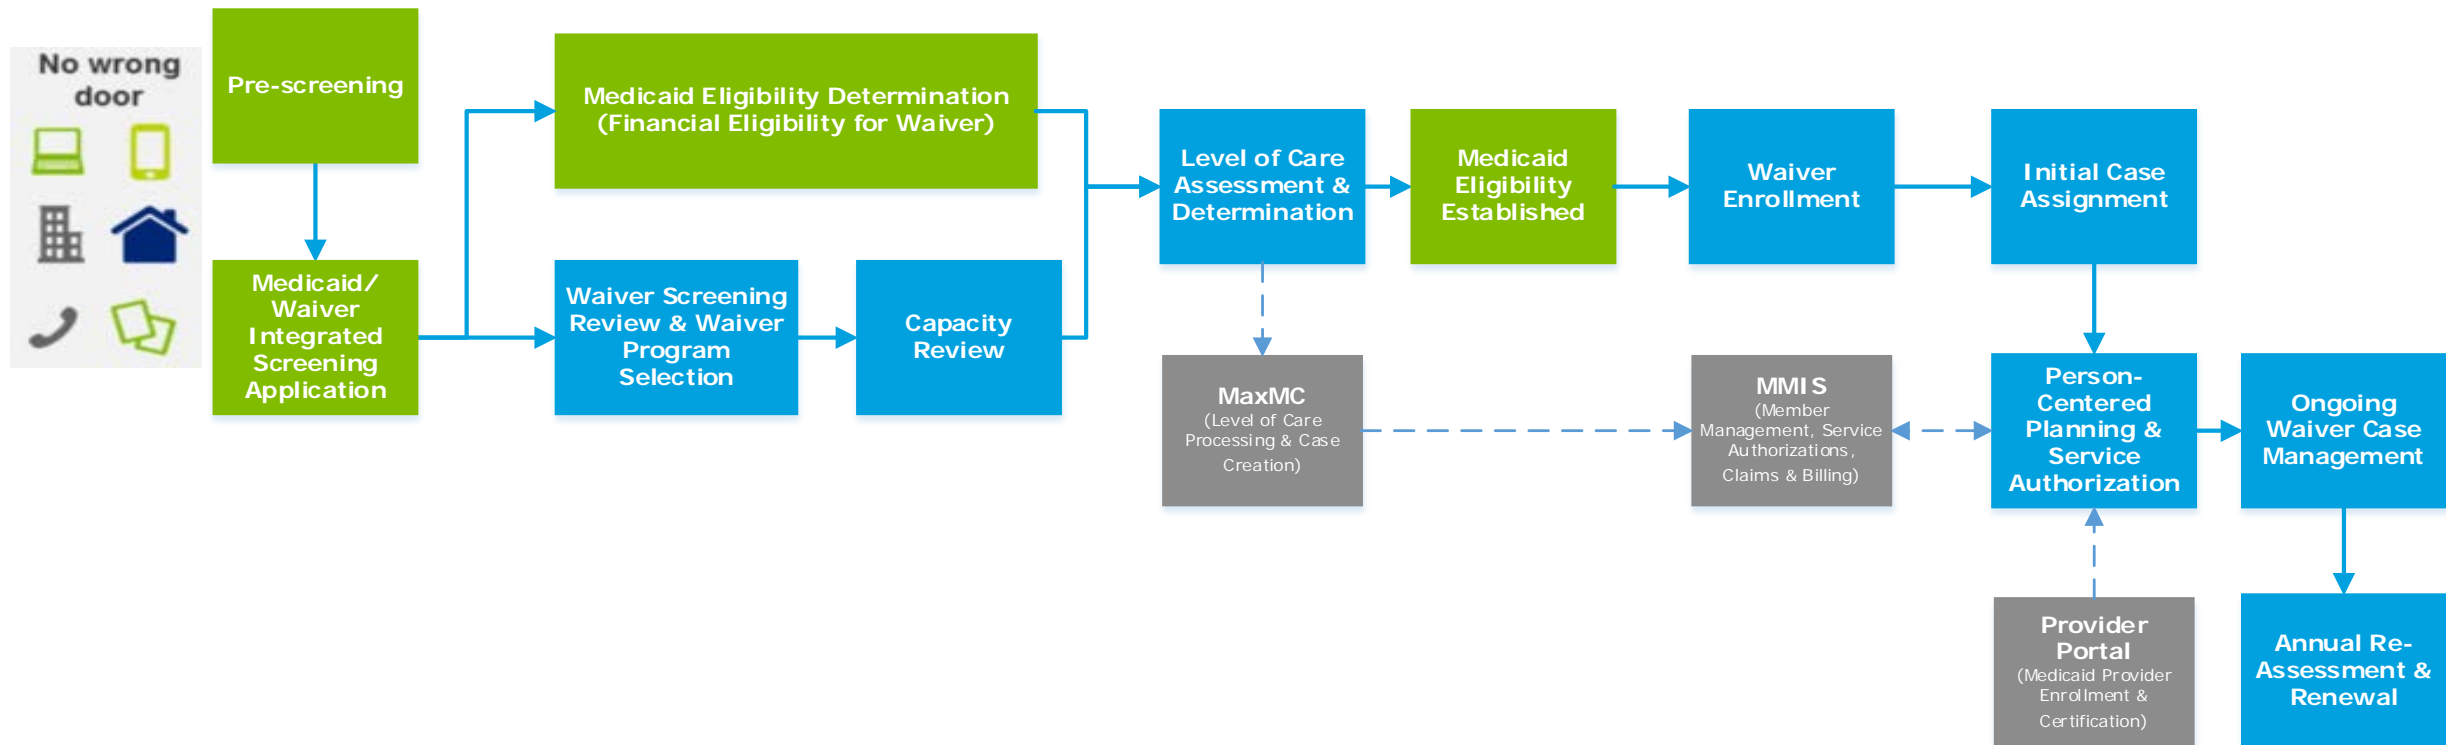 No wrong
door
Pre-screening
Medicaid/
Waiver
Integrated
Screening
Application
Medicaid Eligibility Determination
(Financial Eligibility for Waiver)
Waiver Screening
Review & Waiver
Program
Selection
Capacity
Review
Level of Care
Assessment &
Determination
Medicaid
Eligibility
Established
Waiver
Enrollment
Initial Case
Assignment
MaxMC
(Level of Care
Processing & Case
Creation)
MMIS
(Member
Management, Service
Authorizations,
Claims & Billing)
Person-
Centered
Planning &
Service
Authorization
Ongoing
Waiver Case
Management
Provider
Portal
(Medicaid Provider
Enrollment &
Certification)
Annual Re-
Assessment &
Renewal